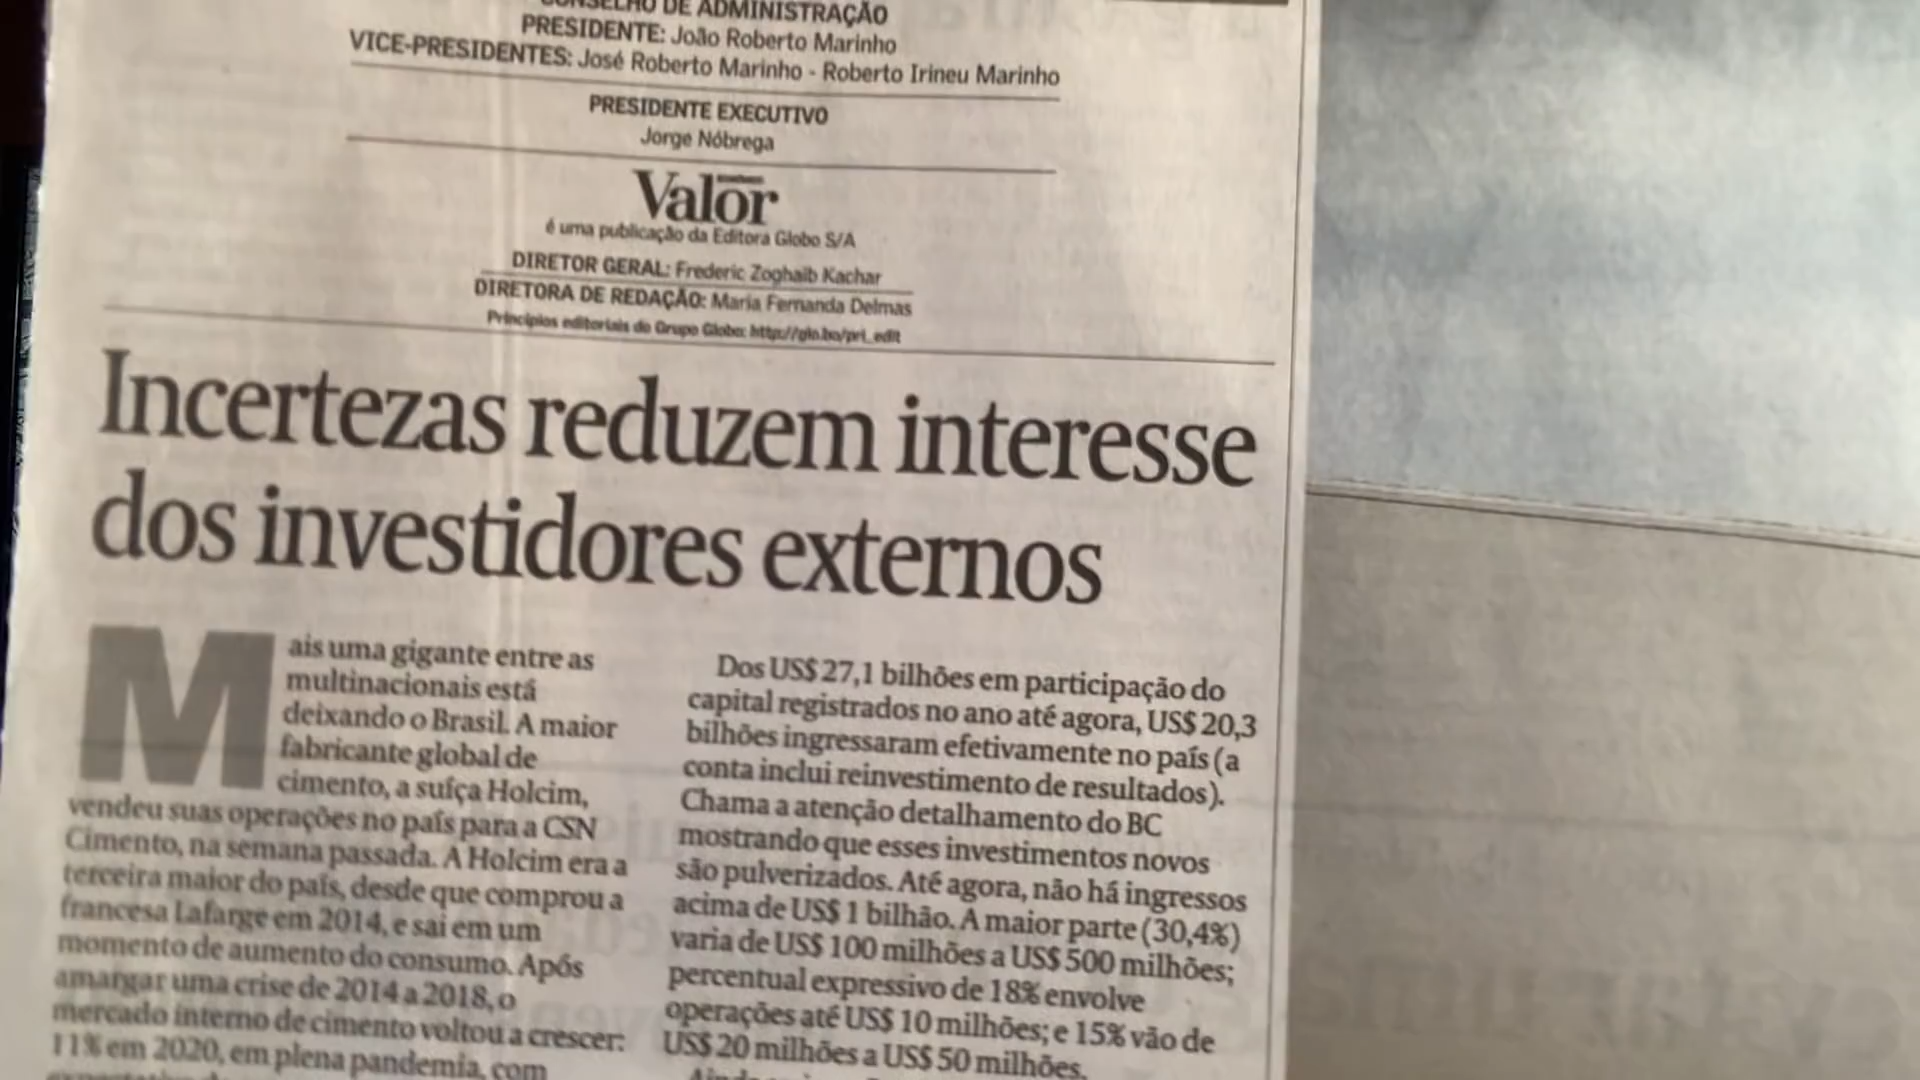 CONSELHO DE ADMINISTRAÇÃO
PRESIDENTE: João Roberto Marinho
VICE-PRESIDENTES: José Roberto Marinho - Roberto Irineu Marinho
PRESIDENTE EXECUTIVO
Jorge Nóbrega
Valor
é uma publicação da Editora Globo S/A
DIRETOR GERAL: Frederic Zoghaib Kachar
DIRETORA DE REDAÇÃO: Maria Fernanda Delmas
Princípios editoriais do Grupo Globo: http://glo.bo/pri_edit
Incertezas reduzem interesse
dos investidores externos
Mais uma gigante entre as
multinacionais está
deixando o Brasil. A maior
fabricante global de
cimento, a suíça Holcim,
vendeu suas operações no país para a CSN
Cimento, na semana passada. A Holcim era a
terceira maior do país, desde que comprou a
francesa Lafarge em 2014, e sai em um
momento de aumento do consumo. Após
amargar uma crise de 2014 a 2018, o
mercado interno de cimento voltou a crescer:
11% em 2020, em plena pandemia, com
Dos US$ 27,1 bilhões em participação do
capital registrados no ano até agora, US$ 20,3
bilhões ingressaram efetivamente no país (a
conta inclui reinvestimento de resultados).
Chama a atenção detalhamento do BC
mostrando que esses investimentos novos
são pulverizados. Até agora, não há ingressos
acima de US$ 1 bilhão. A maior parte (30,4%)
varia de US$ 100 milhões a US$ 500 milhões;
percentual expressivo de 18% envolve
operações até US$ 10 milhões; e 15% vão de
US$ 20 milhões a US$ 50 milhões.